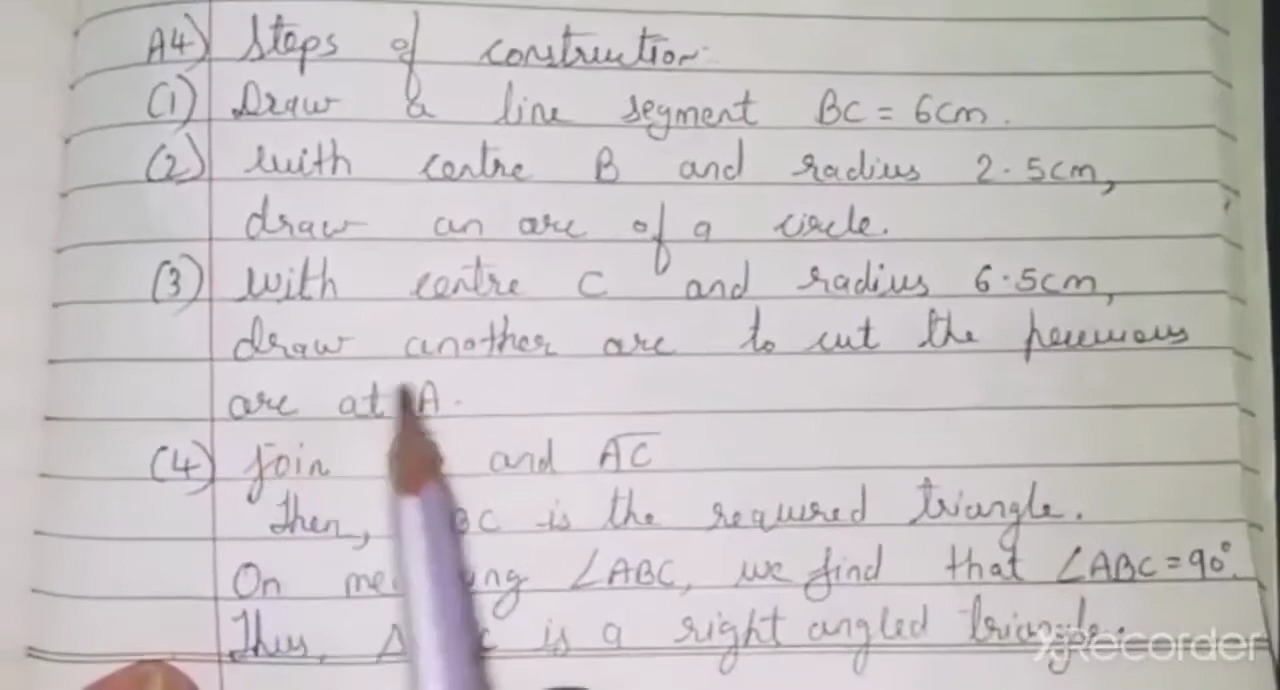 A4) Steps of construction:
(1) Draw a line segment BC = 6cm.
(2) with centre B and radius 2.5cm,
draw an arc of a circle.
(3) with centre C and radius 6.5cm,
draw another arc to cut the previous
arc at A.
(4) Join and A̅C̅
Then, BC is the required triangle.
On ∠ABC, we find that ∠ABC = 90°.
Thus, Δ C is a right angled triangle.
XRecorder